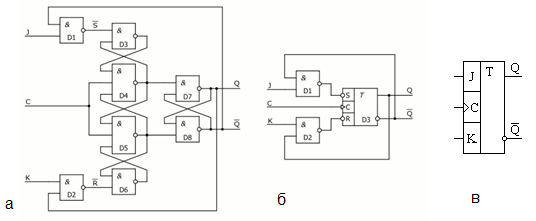 & D1
S̅
& D3
J
& D4
& D7
Q
C
& D5
& D8
Q̅
K
& D2
R̅
& D6
а
& D1
J
S T
Q
C
C
K
& D2
R D3
Q̅
б
J T Q
C
K Q̅
в